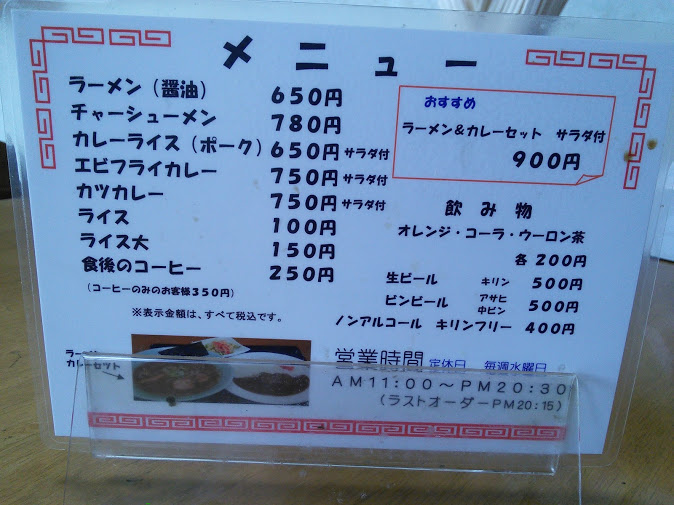 メニュー
ラーメン（醤油） 650円
チャーシューメン 780円
カレーライス（ポーク） 650円 サラダ付
エビフライカレー 750円 サラダ付
カツカレー 750円 サラダ付
ライス 100円
ライス大 150円
食後のコーヒー 250円
（コーヒーのみのお客様350円）
※表示金額は、すべて税込です。
おすすめ
ラーメン&カレーセット サラダ付
900円
飲み物
オレンジ・コーラ・ウーロン茶
各200円
生ビール キリン 500円
ビンビール アサヒ 中ビン 500円
ノンアルコール キリンフリー 400円
ラーメン
カレーセット
営業時間 定休日 毎週水曜日
AM11:00～PM20:30
（ラストオーダーPM20:15）